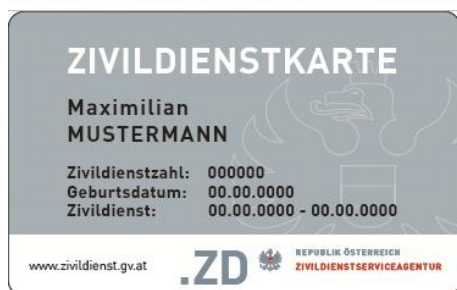 ZIVILDIENSTKARTE
Maximilian
MUSTERMANN
Zivildienstzahl: 000000
Geburtsdatum: 00.00.0000
Zivildienst: 00.00.0000 - 00.00.0000
www.zivildienst.gv.at
.ZD
REPUBLIK ÖSTERREICH
ZIVILDIENSTSERVICEAGENTUR